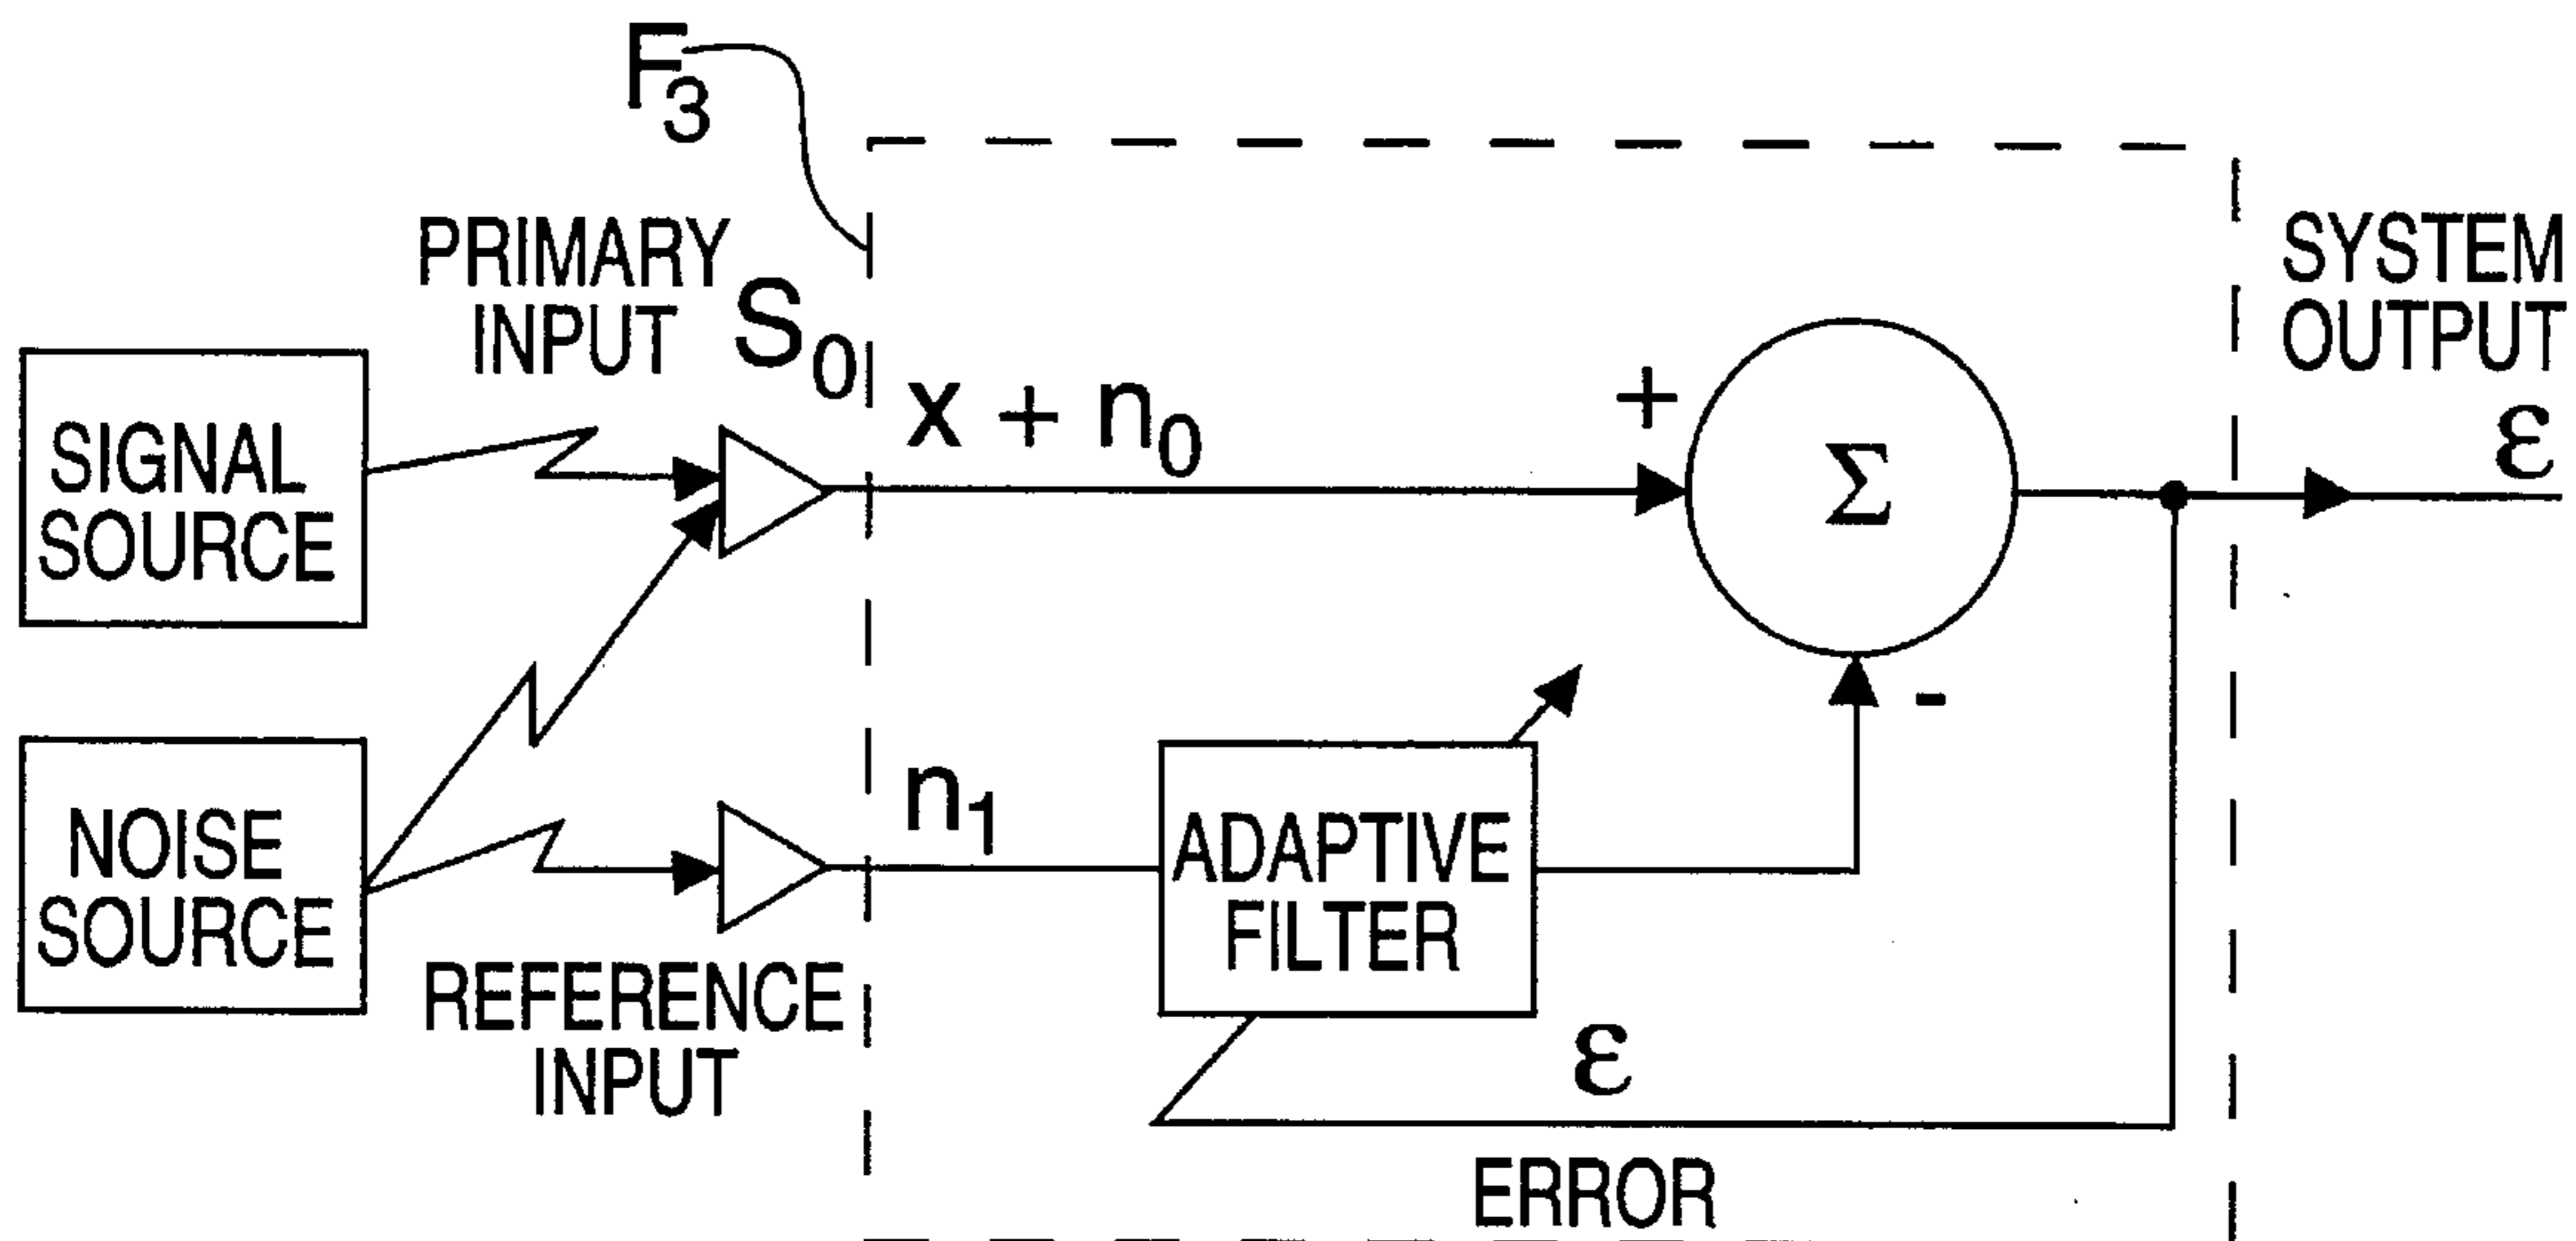 F₃
PRIMARY
INPUT
S₀
x + n₀
+
Σ
SYSTEM
OUTPUT
ε
SIGNAL
SOURCE
-
NOISE
SOURCE
n₁
ADAPTIVE
FILTER
REFERENCE
INPUT
ε
ERROR